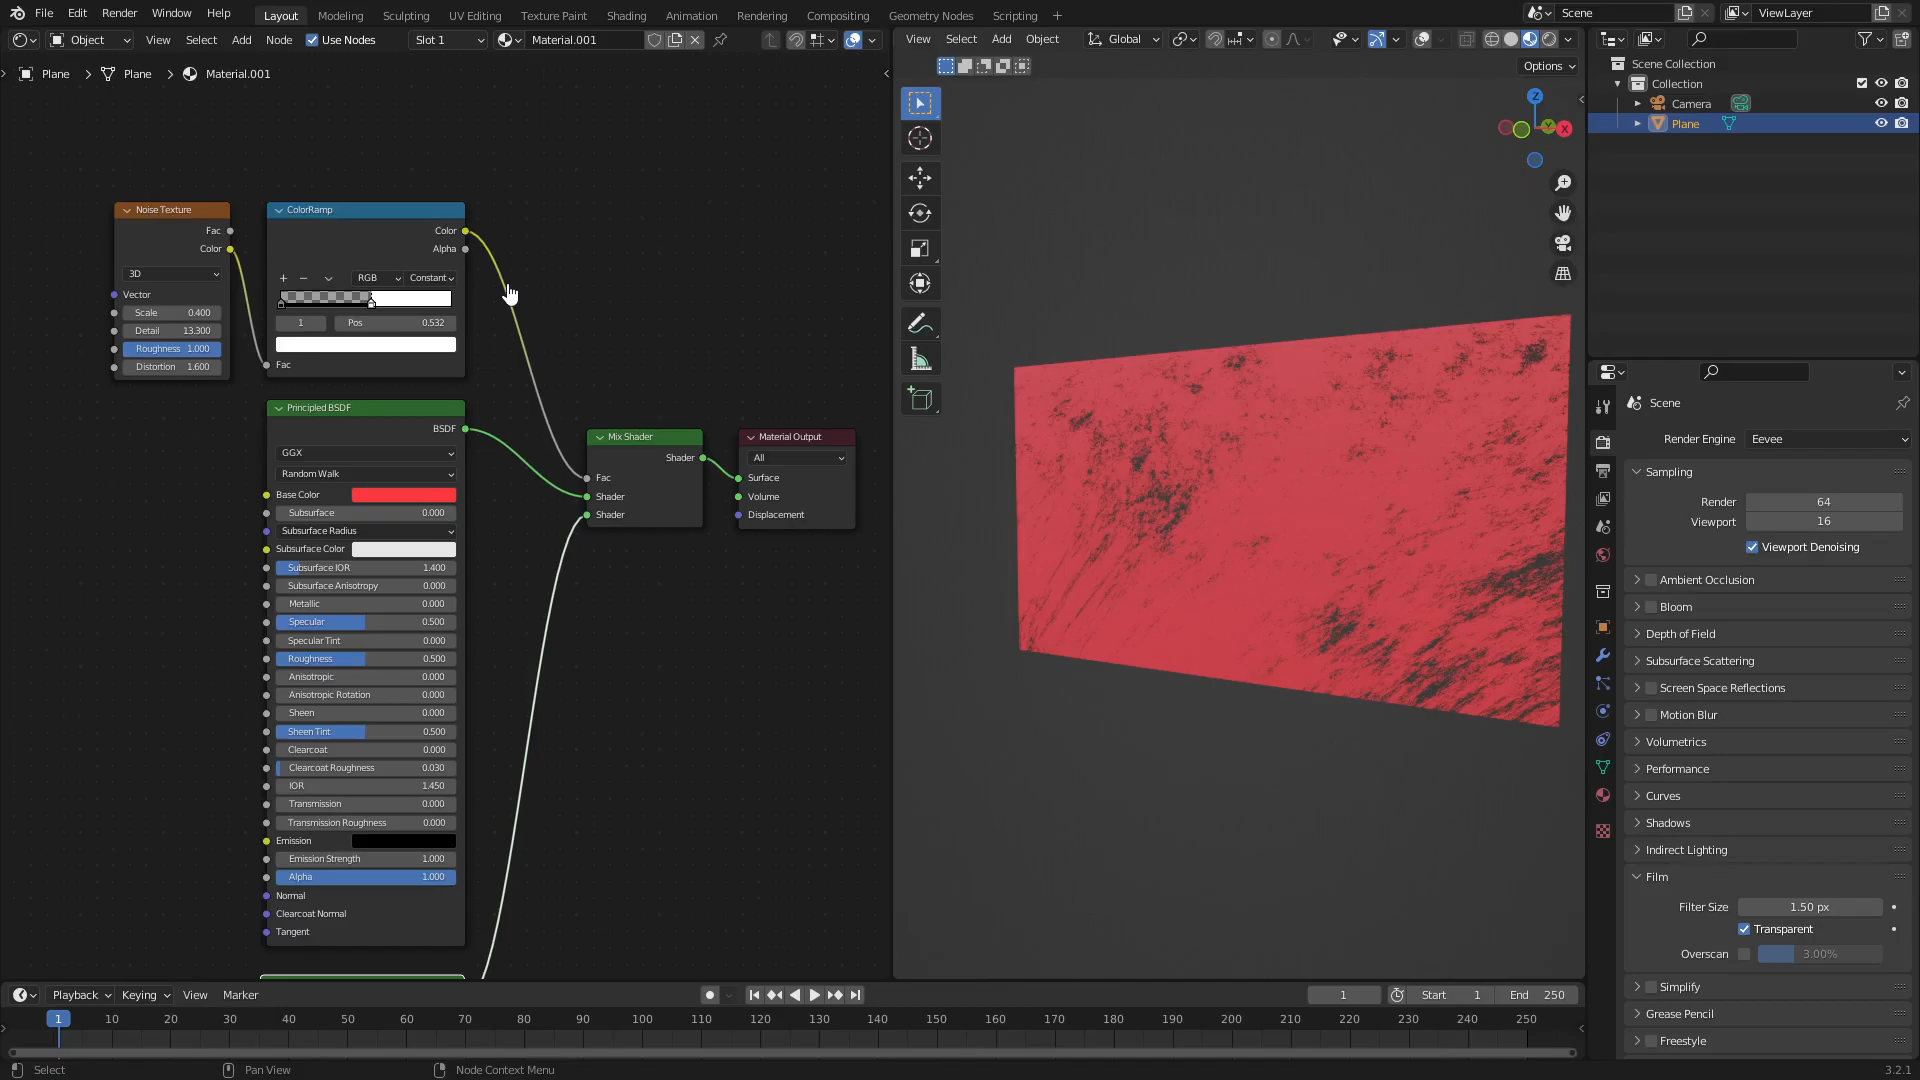 File Edit Render Window Help Layout Modeling Sculpting UV Editing Texture Paint Shading Animation Rendering Compositing Geometry Nodes Scripting + Scene ViewLayer
Object View Select Add Node Use Nodes Slot 1 Material.001
View Select Add Object Global
Options
Plane Plane Material.001
Scene Collection
Collection
Camera
Plane
Noise Texture
Fac
Color
3D
Vector
Scale 0.400
Detail 13.300
Roughness 1.000
Distortion 1.600
ColorRamp
Color
Alpha
+ − RGB Constant
1 Pos 0.532
Fac
Principled BSDF
BSDF
GGX
Random Walk
Base Color
Subsurface 0.000
Subsurface Radius
Subsurface Color
Subsurface IOR 1.400
Subsurface Anisotropy 0.000
Metallic 0.000
Specular 0.500
Specular Tint 0.000
Roughness 0.500
Anisotropic 0.000
Anisotropic Rotation 0.000
Sheen 0.000
Sheen Tint 0.500
Clearcoat 0.000
Clearcoat Roughness 0.030
IOR 1.450
Transmission 0.000
Transmission Roughness 0.000
Emission
Emission Strength 1.000
Alpha 1.000
Normal
Clearcoat Normal
Tangent
Mix Shader
Shader
Fac
Shader
Shader
Material Output
All
Surface
Volume
Displacement
Z
Y
X
Scene
Render Engine Eevee
Sampling
Render 64
Viewport 16
Viewport Denoising
Ambient Occlusion
Bloom
Depth of Field
Subsurface Scattering
Screen Space Reflections
Motion Blur
Volumetrics
Performance
Curves
Shadows
Indirect Lighting
Film
Filter Size 1.50 px
Transparent
Overscan 3.00%
Simplify
Grease Pencil
Freestyle
Playback Keying View Marker 1 Start 1 End 250
1 10 20 30 40 50 60 70 80 90 100 110 120 130 140 150 160 170 180 190 200 210 220 230 240 250
Select Pan View Node Context Menu 3.2.1